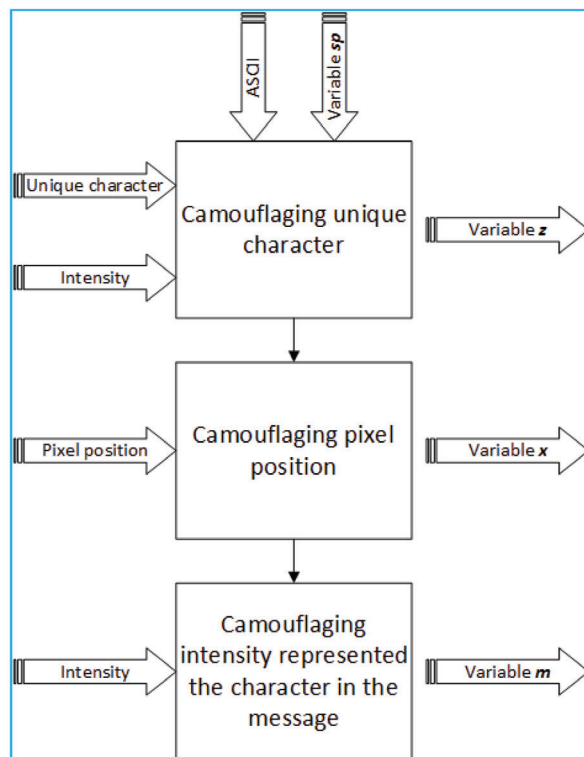 ASCII
Variable sp
Unique character
Camouflaging unique
character
Variable z
Intensity
Pixel position
Camouflaging pixel
position
Variable x
Intensity
Camouflaging
intensity represented
the character in the
message
Variable m